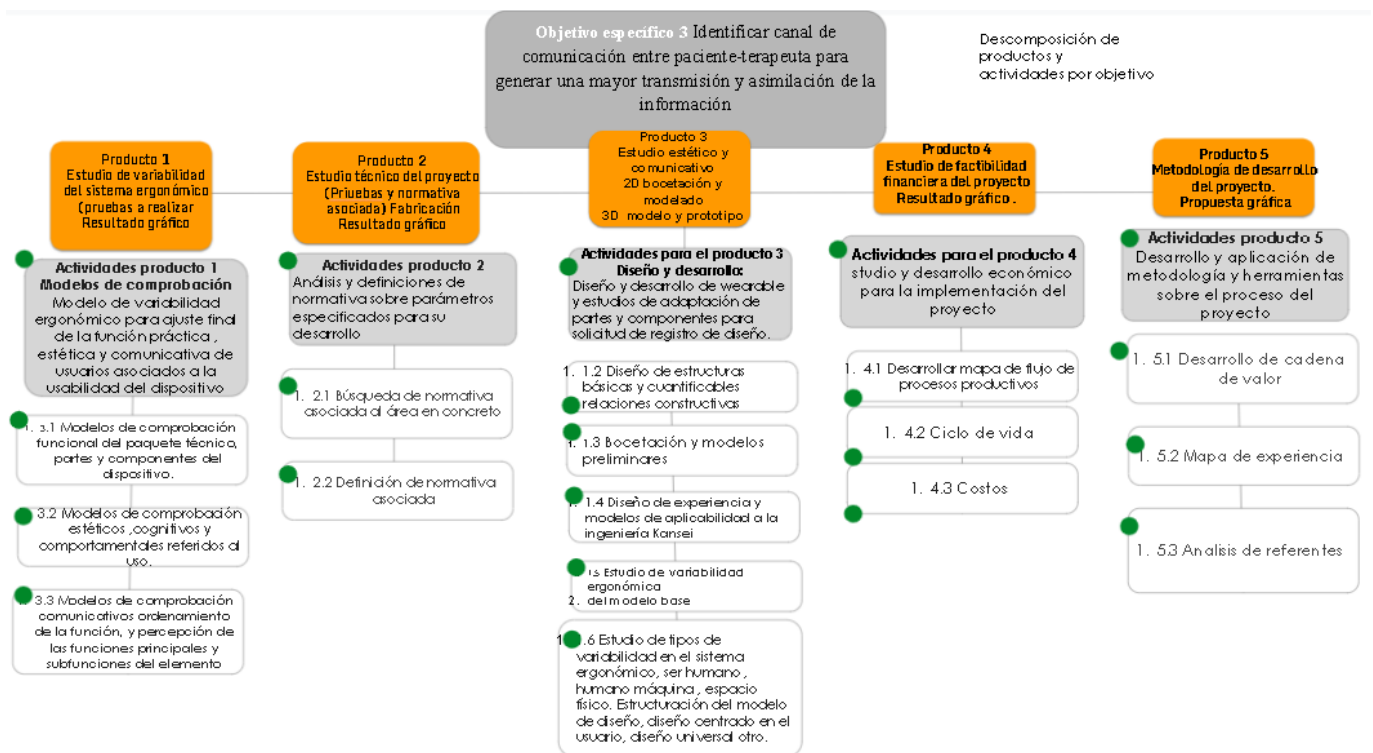 Objetivo específico 3 Identificar canal de
comunicación entre paciente-terapeuta para
generar una mayor transmisión y asimilación de la
información
Descomposición de
productos y
actividades por objetivo
Producto 1
Estudio de variabilidad
del sistema ergonómico
(pruebas a realizar
Resultado gráfico
Producto 2
Estudio técnico del proyecto
(Priuebas y normativa
asociada) Fabricación
Resultado gráfico
Producto 3
Estudio estético y
comunicativo
2D bocetación y
modelado
3D modelo y prototipo
Producto 4
Estudio de factibilidad
financiera del proyecto
Resultado gráfico .
Producto 5
Metodología de desarrollo
del proyecto.
Propuesta gráfica
Actividades producto 1
Modelos de comprobación
Modelo de variabilidad
ergonómico para ajuste final
de la función práctica ,
estética y comunicativa de
usuarios asociados a la
usabilidad del dispositivo
1. 3.1 Modelos de comprobación
funcional del paquete técnico,
partes y componentes del
dispositivo.
3.2 Modelos de comprobación
estéticos ,cognitivos y
comportamentales referidos al
uso.
3.3 Modelos de comprobación
comunicativos ordenamiento
de la función, y percepción de
las funciones principales y
subfunciones del elemento
Actividades producto 2
Análisis y definiciones de
normativa sobre parámetros
especificados para su
desarrollo
1. 2.1 Búsqueda de normativa
asociada al área en concreto
1. 2.2 Definición de normativa
asociada
Actividades para el producto 3
Diseño y desarrollo:
Diseño y desarrollo de wearable
y estudios de adaptación de
partes y componentes para
solicitud de registro de diseño.
1. 1.2 Diseño de estructuras
básicas y cuantificables
relaciones constructivas
1.3 Bocetación y modelos
preliminares
1.4 Diseño de experiencia y
modelos de aplicabilidad a la
ingeniería Kansei
1.5 Estudio de variabilidad
ergonómica
2. del modelo base
1 .6 Estudio de tipos de
variabilidad en el sistema
ergonómico, ser humano ,
humano máquina , espacio
físico. Estructuración del modelo
de diseño, diseño centrado en el
usuario, diseño universal otro.
Actividades para el producto 4
studio y desarrollo económico
para la implementación del
proyecto
1. 4.1 Desarrollar mapa de flujo de
procesos productivos
1. 4.2 Ciclo de vida
1. 4.3 Costos
Actividades producto 5
Desarrollo y aplicación de
metodología y herramientas
sobre el proceso del
proyecto
1. 5.1 Desarrollo de cadena
de valor
1. 5.2 Mapa de experiencia
1. 5.3 Analisis de referentes